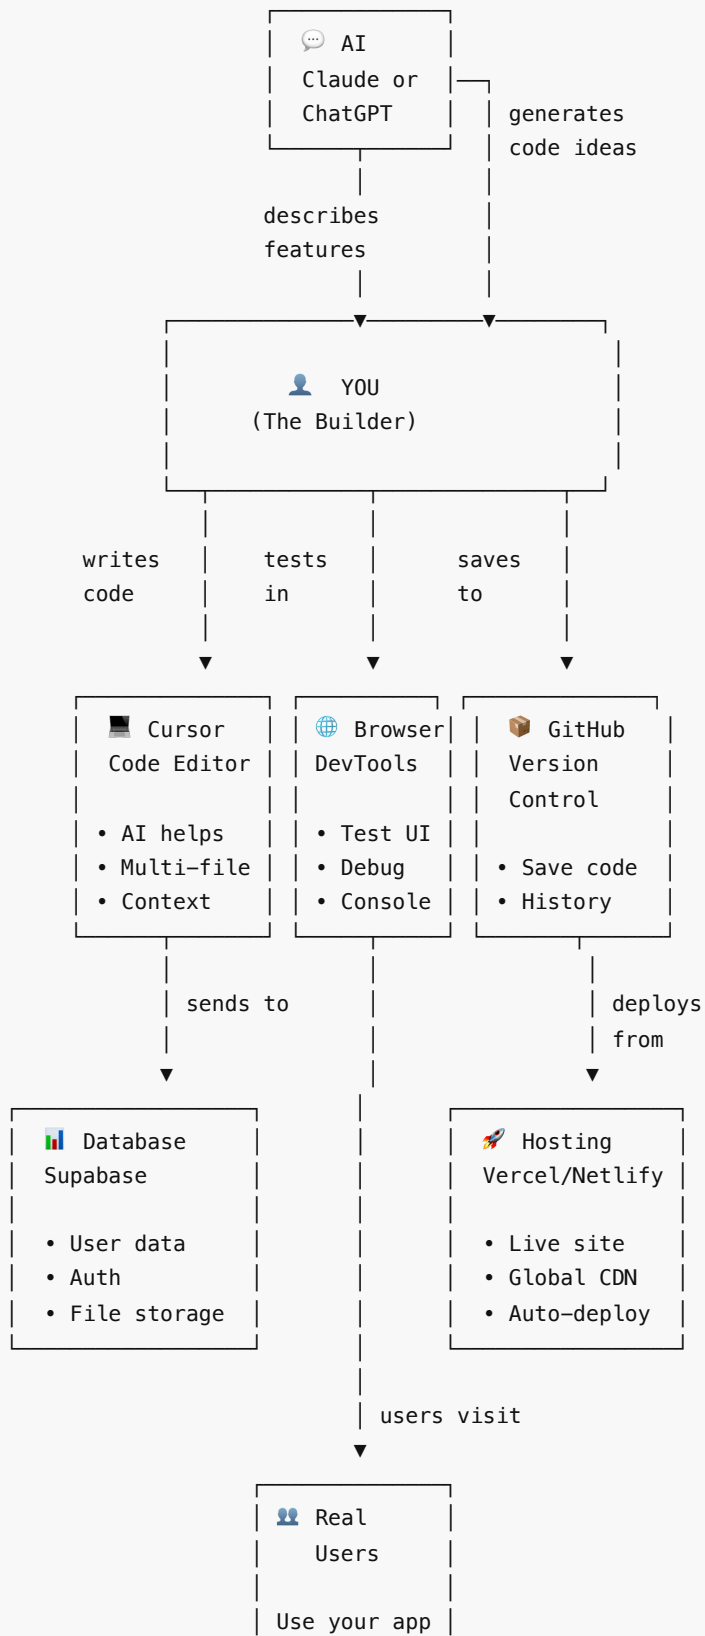 AI
Claude or
ChatGPT
generates
code ideas
describes
features
YOU
(The Builder)
writes
code
tests
in
saves
to
Cursor
Code Editor
• AI helps
• Multi-file
• Context
Browser
DevTools
• Test UI
• Debug
• Console
GitHub
Version
Control
• Save code
• History
sends to
deploys
from
Database
Supabase
• User data
• Auth
• File storage
Hosting
Vercel/Netlify
• Live site
• Global CDN
• Auto-deploy
users visit
Real
Users
Use your app